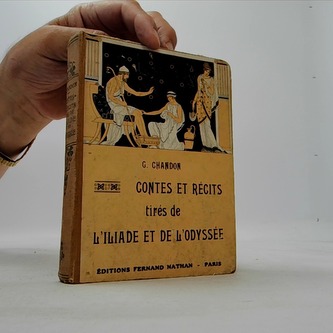 G. CHANDON
CONTES ET RÉCITS
tirés de
L'ILIADE ET DE L'ODYSSÉE
ÉDITIONS FERNAND NATHAN - PARIS